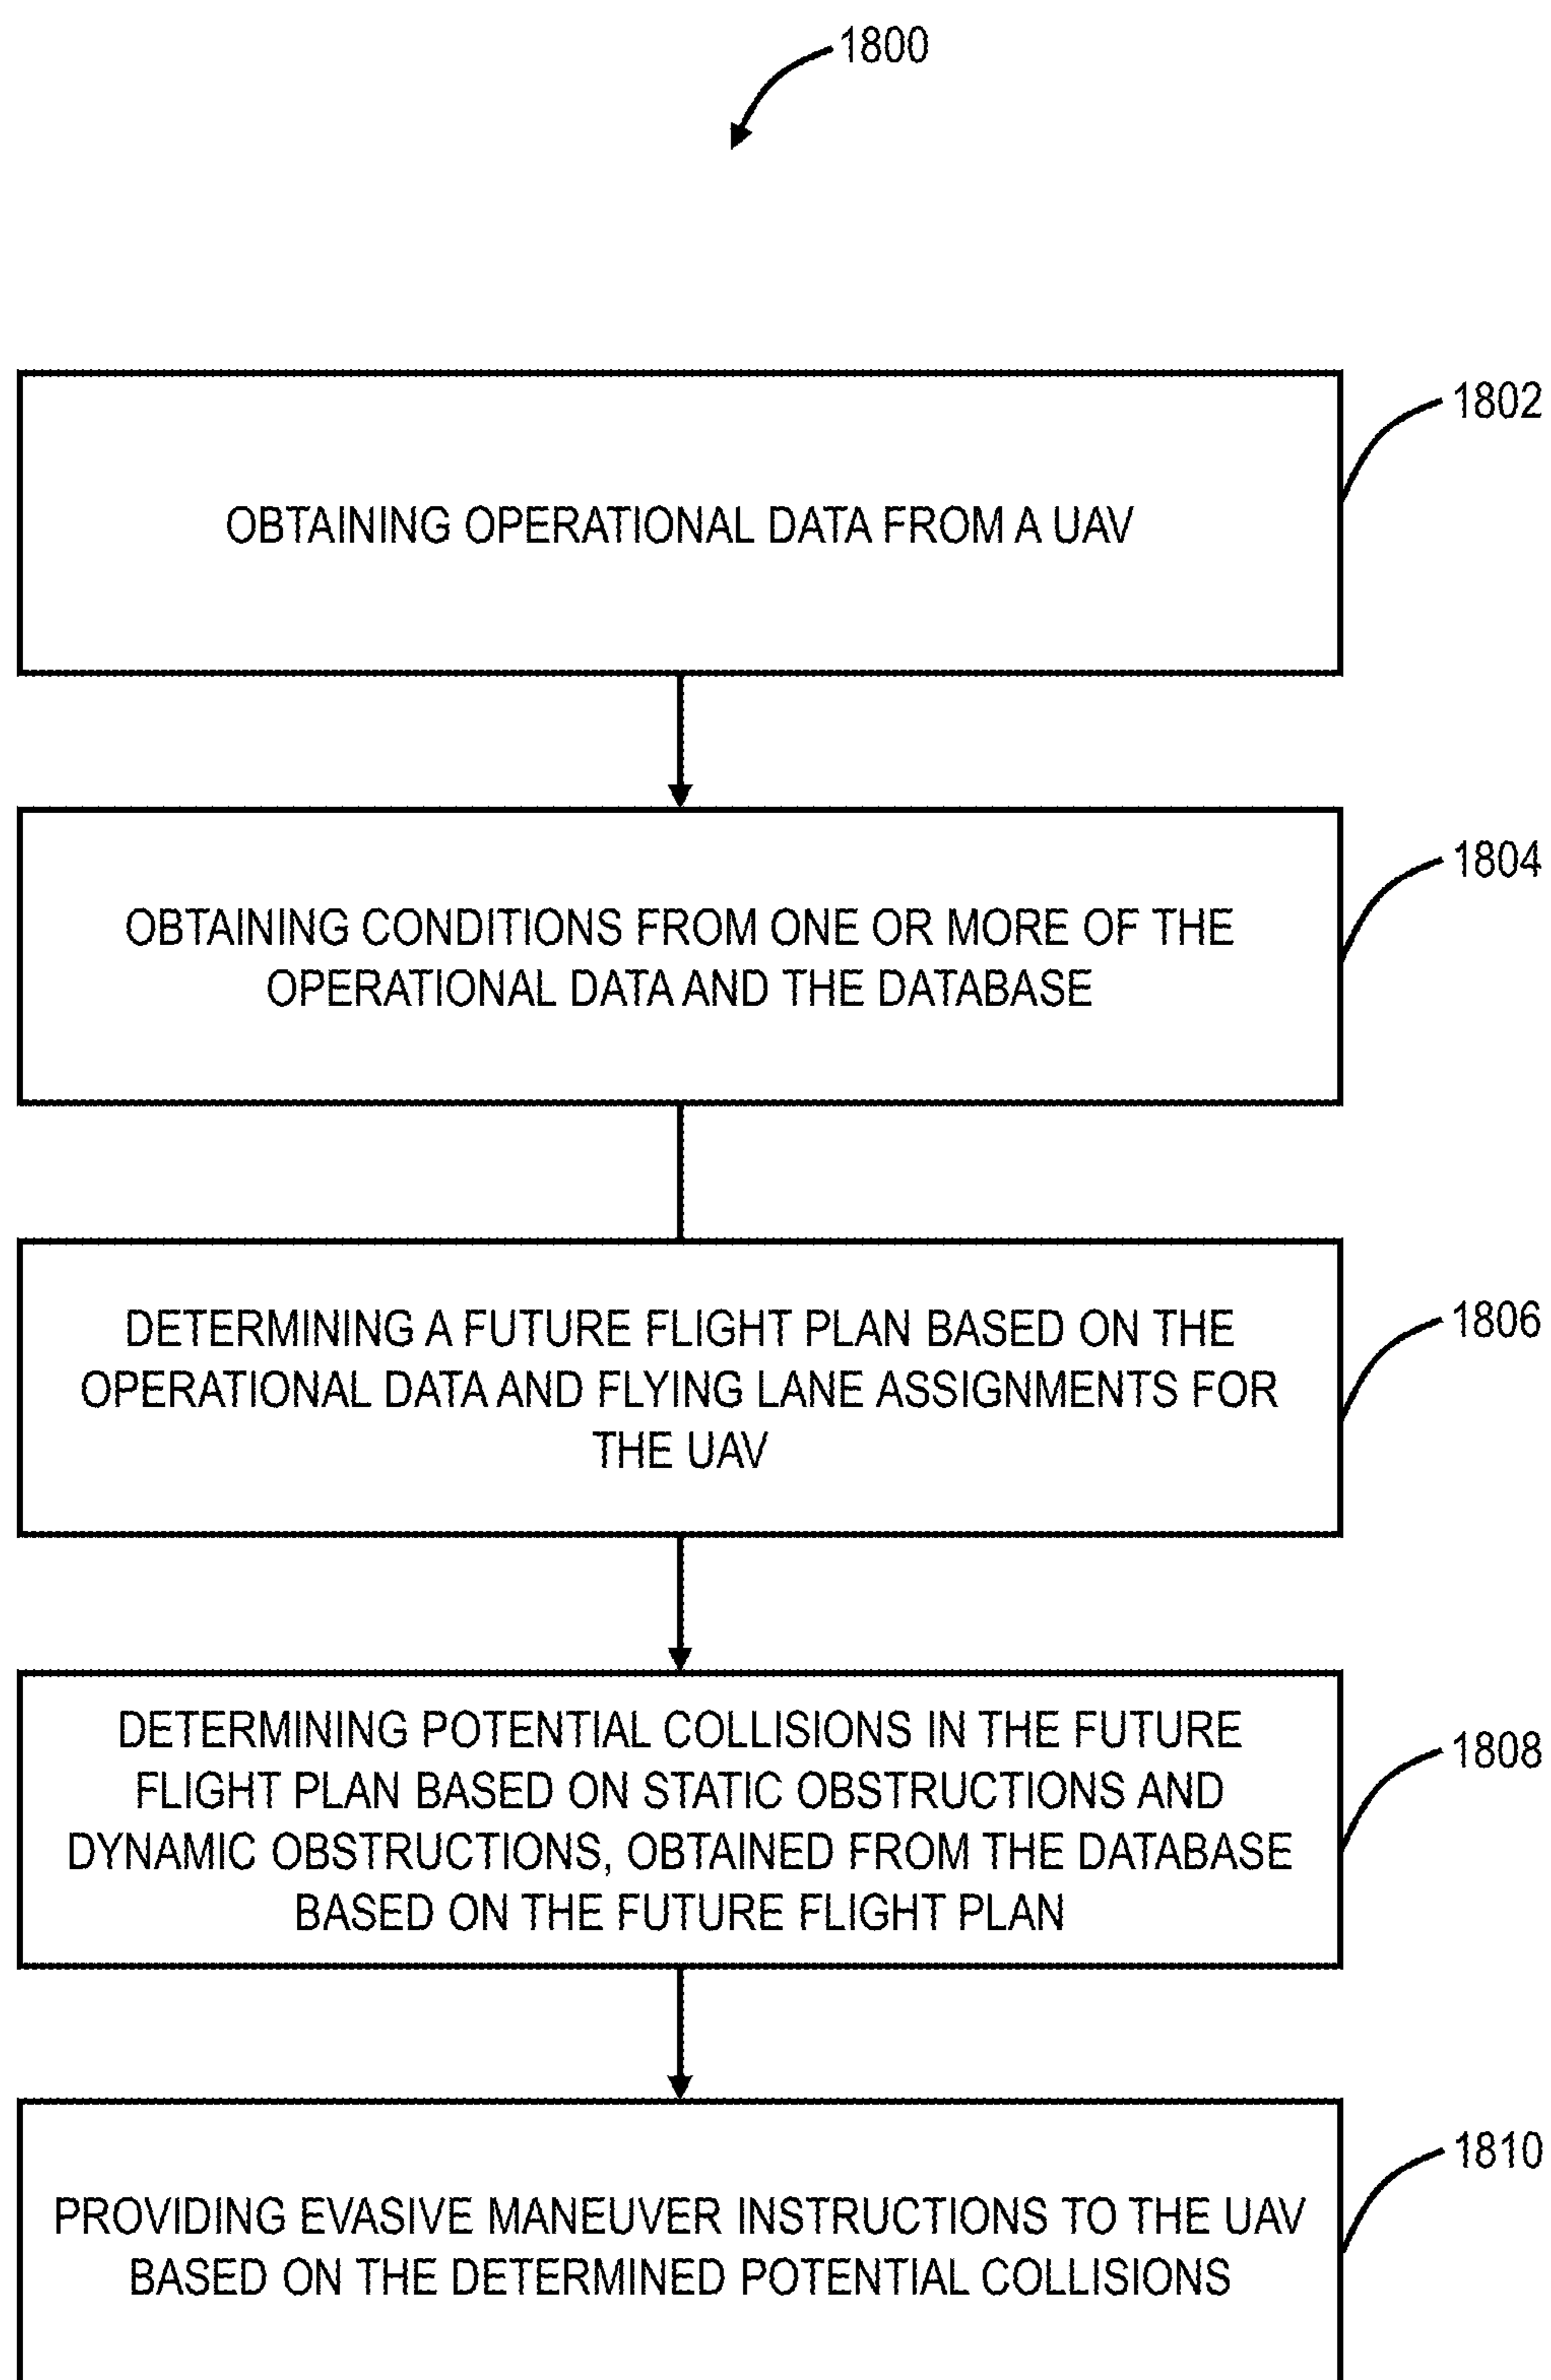 1800
1802
OBTAINING OPERATIONAL DATA FROM A UAV
1804
OBTAINING CONDITIONS FROM ONE OR MORE OF THE
OPERATIONAL DATA AND THE DATABASE
1806
DETERMINING A FUTURE FLIGHT PLAN BASED ON THE
OPERATIONAL DATA AND FLYING LANE ASSIGNMENTS FOR
THE UAV
1808
DETERMINING POTENTIAL COLLISIONS IN THE FUTURE
FLIGHT PLAN BASED ON STATIC OBSTRUCTIONS AND
DYNAMIC OBSTRUCTIONS, OBTAINED FROM THE DATABASE
BASED ON THE FUTURE FLIGHT PLAN
1810
PROVIDING EVASIVE MANEUVER INSTRUCTIONS TO THE UAV
BASED ON THE DETERMINED POTENTIAL COLLISIONS